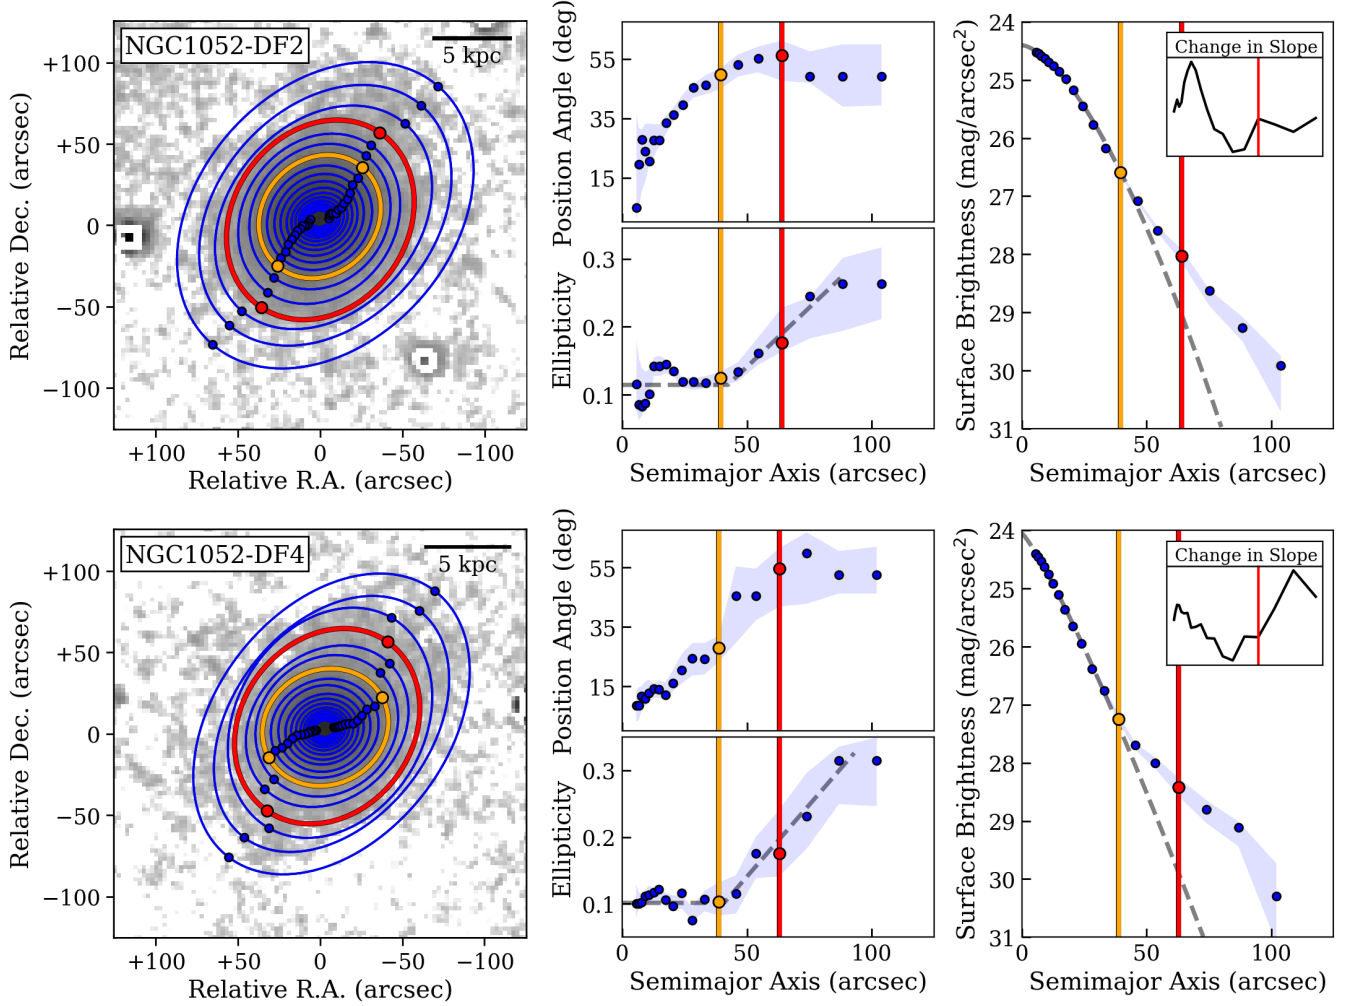 NGC1052-DF2
5 kpc
Relative Dec. (arcsec)
+100
+50
0
−50
−100
+100 +50 0 −50 −100
Relative R.A. (arcsec)
Position Angle (deg)
55
35
15
Ellipticity
0.3
0.2
0.1
0 50 100
Semimajor Axis (arcsec)
Surface Brightness (mag/arcsec²)
24
25
26
27
28
29
30
31
Change in Slope
0 50 100
Semimajor Axis (arcsec)
NGC1052-DF4
5 kpc
Relative Dec. (arcsec)
+100
+50
0
−50
−100
+100 +50 0 −50 −100
Relative R.A. (arcsec)
Position Angle (deg)
55
35
15
Ellipticity
0.3
0.2
0.1
0 50 100
Semimajor Axis (arcsec)
Surface Brightness (mag/arcsec²)
24
25
26
27
28
29
30
31
Change in Slope
0 50 100
Semimajor Axis (arcsec)